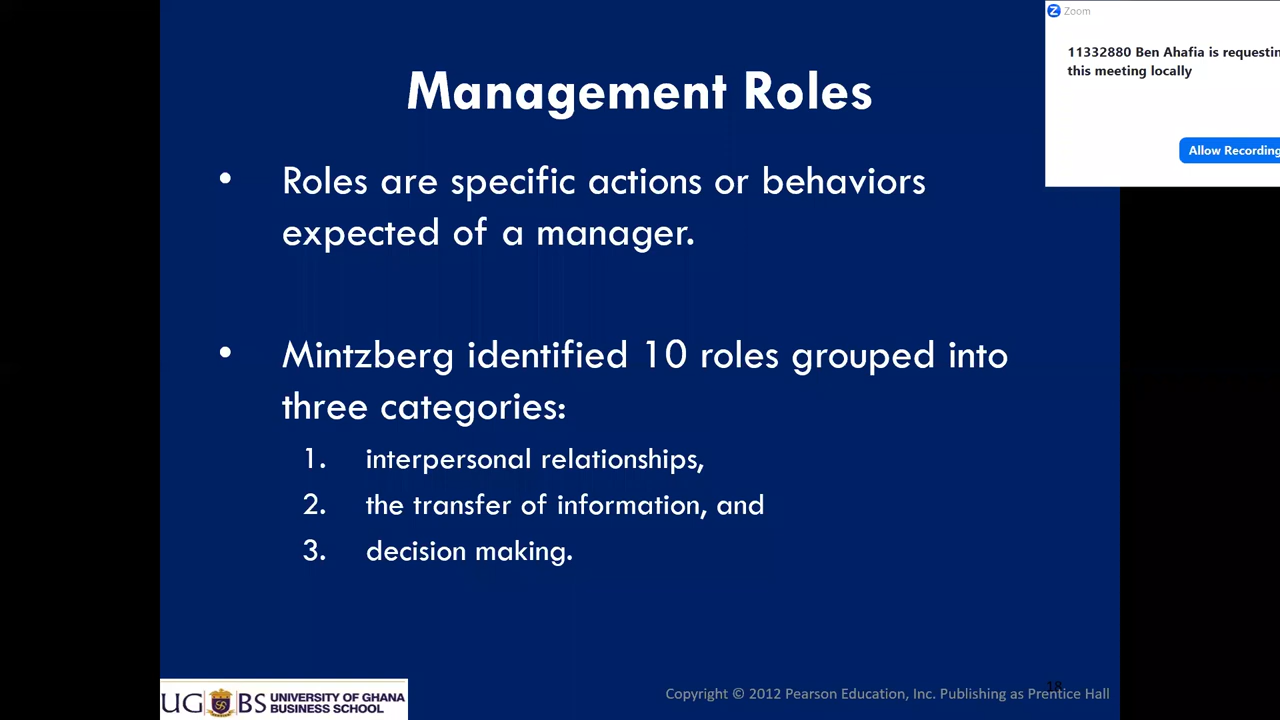 Zoom
11332880 Ben Ahafia is requestin
this meeting locally
Allow Recording
Management Roles
• Roles are specific actions or behaviors
expected of a manager.
• Mintzberg identified 10 roles grouped into
three categories:
1. interpersonal relationships,
2. the transfer of information, and
3. decision making.
UGBS UNIVERSITY OF GHANA
BUSINESS SCHOOL
18
Copyright © 2012 Pearson Education, Inc. Publishing as Prentice Hall